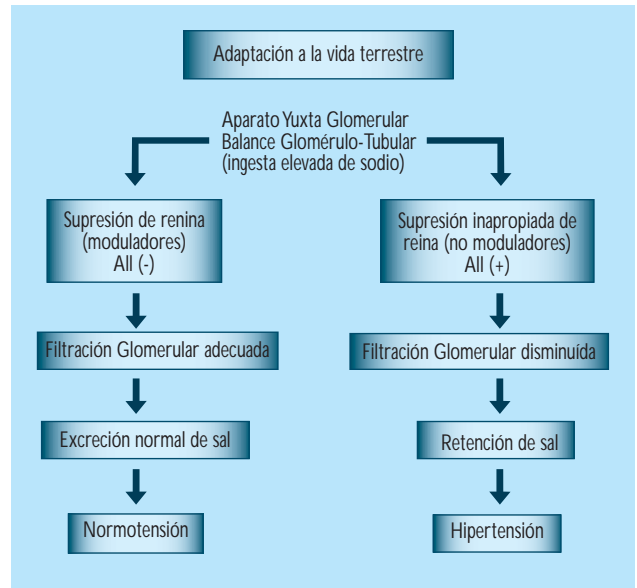 Adaptación a la vida terrestre
Aparato Yuxta Glomerular
Balance Glomérulo-Tubular
(ingesta elevada de sodio)
Supresión de renina
(moduladores)
AII (-)
Filtración Glomerular adecuada
Excreción normal de sal
Normotensión
Supresión inapropiada de
reina (no moduladores)
AII (+)
Filtración Glomerular disminuída
Retención de sal
Hipertensión